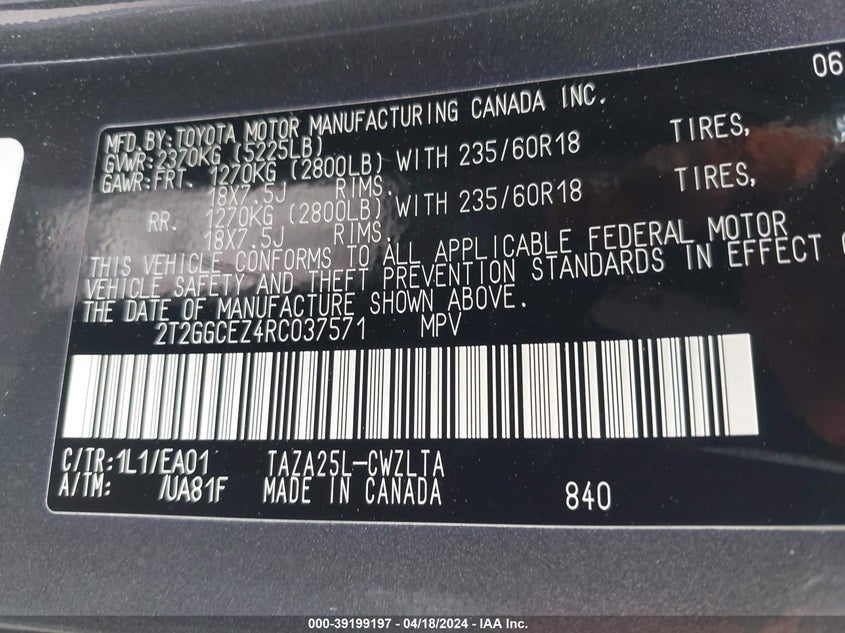 06
MFD.BY:TOYOTA MOTOR MANUFACTURING CANADA INC.
GVWR:2370KG (5225LB)
GAWR:FRT. 1270KG (2800LB) WITH 235/60R18 TIRES,
18X7.5J RIMS.
RR. 1270KG (2800LB) WITH 235/60R18 TIRES,
18X7.5J RIMS.
THIS VEHICLE CONFORMS TO ALL APPLICABLE FEDERAL MOTOR
VEHICLE SAFETY AND THEFT PREVENTION STANDARDS IN EFFECT
THE DATE OF MANUFACTURE SHOWN ABOVE.
2T2GGCEZ4RC037571 MPV
C/TR:1L1/EA01 TAZA25L-CWZLTA
A/TM: /UA81F MADE IN CANADA 840
000-39199197 - 04/18/2024 - IAA Inc.